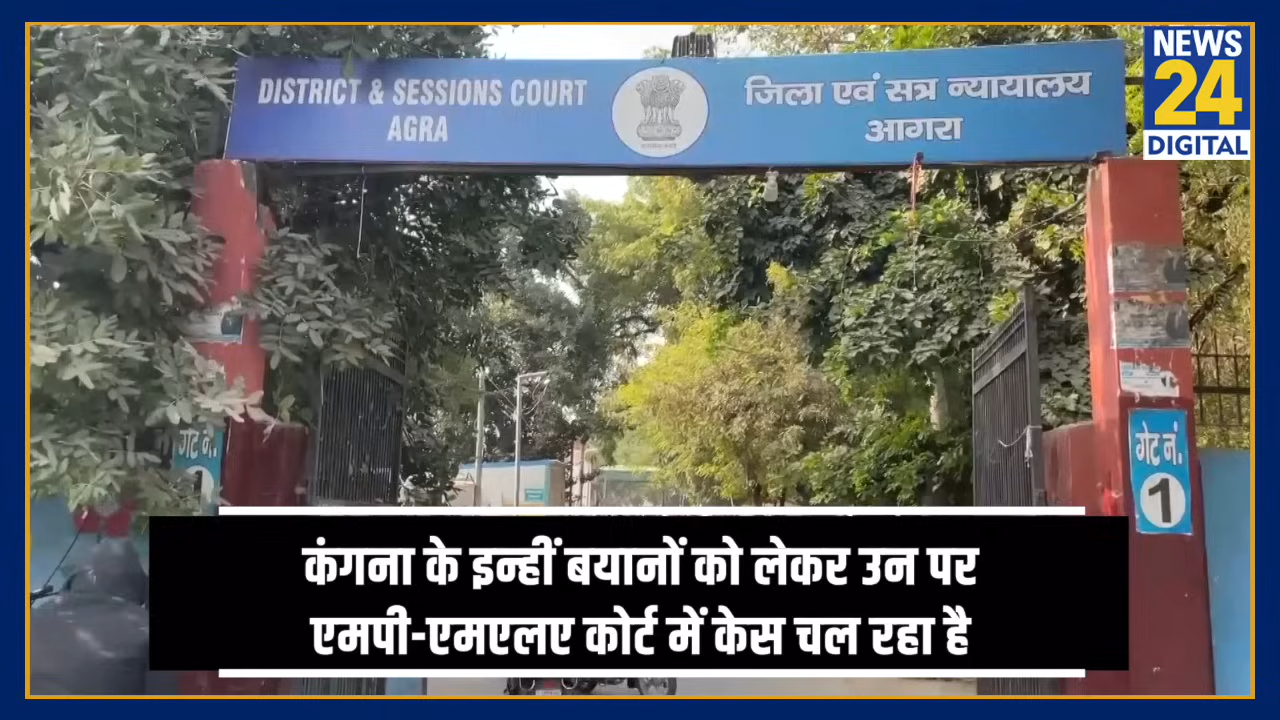 NEWS
24
DIGITAL
DISTRICT & SESSIONS COURT
AGRA
जिला एवं सत्र न्यायालय
आगरा
गेट नं.
1
गेट नं.
1
कंगना के इन्हीं बयानों को लेकर उन पर
एमपी-एमएलए कोर्ट में केस चल रहा है